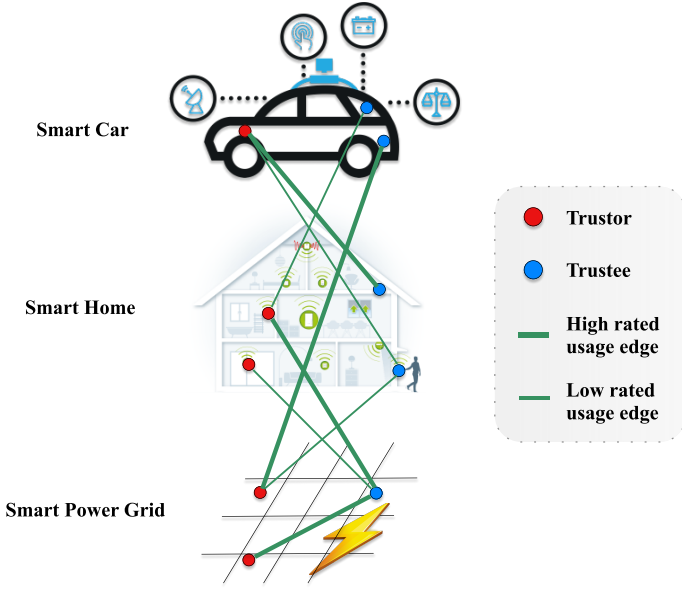 Smart Car
Smart Home
Smart Power Grid
Trustor
Trustee
High rated
usage edge
Low rated
usage edge